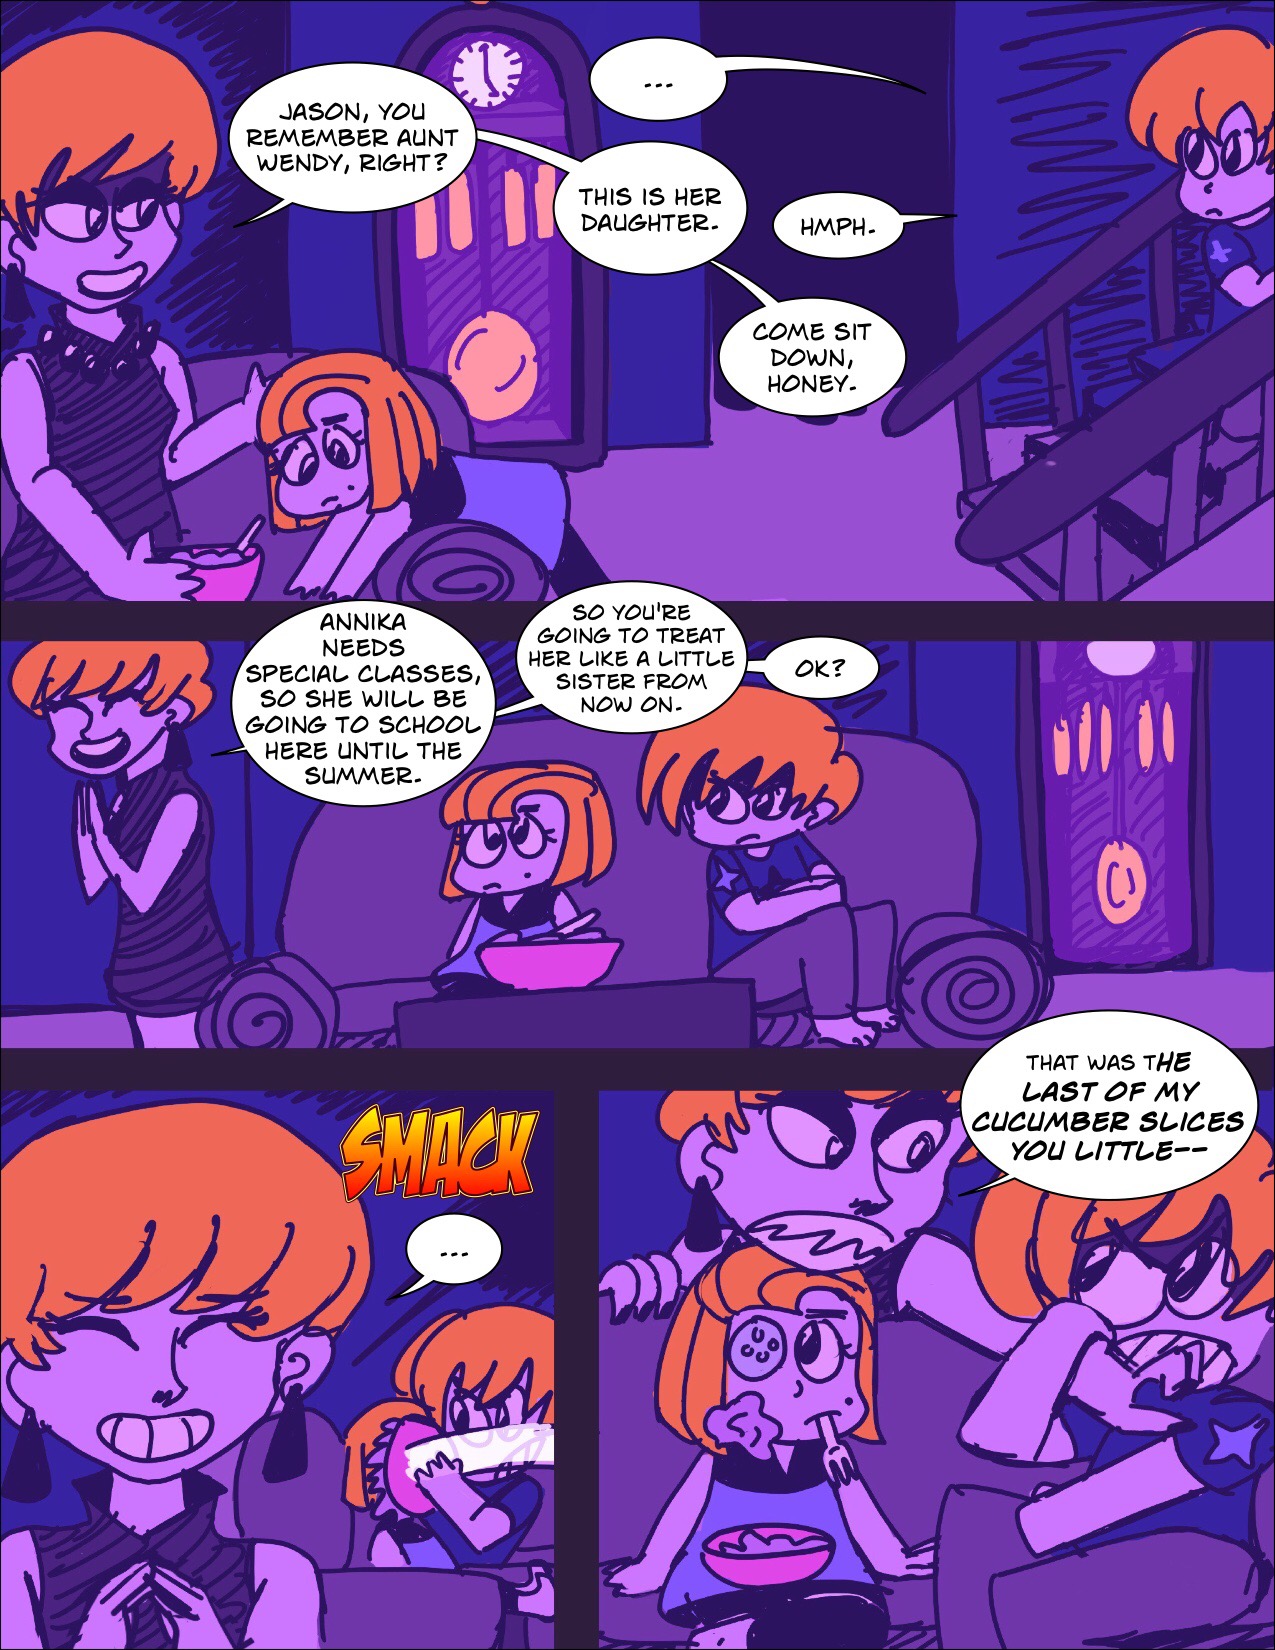 JASON, YOU
REMEMBER AUNT
WENDY, RIGHT?
...
THIS IS HER
DAUGHTER.
HMPH.
COME SIT
DOWN,
HONEY.
ANNIKA
NEEDS
SPECIAL CLASSES,
SO SHE WILL BE
GOING TO SCHOOL
HERE UNTIL THE
SUMMER.
SO YOU'RE
GOING TO TREAT
HER LIKE A LITTLE
SISTER FROM
NOW ON.
OK?
SMACK
...
THAT WAS THE
LAST OF MY
CUCUMBER SLICES
YOU LITTLE--